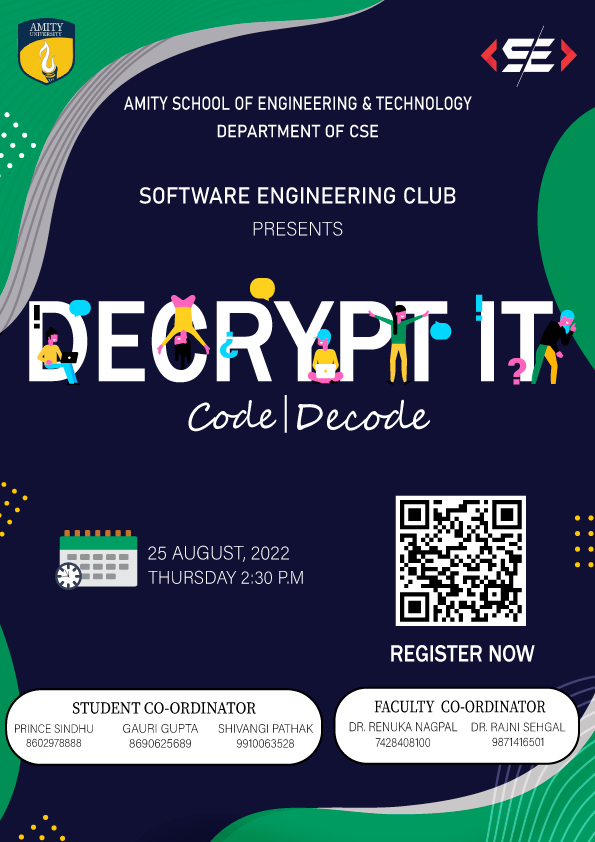 AMITY
UNIVERSITY
SE
AMITY SCHOOL OF ENGINEERING & TECHNOLOGY
DEPARTMENT OF CSE
SOFTWARE ENGINEERING CLUB
PRESENTS
DECRYPT IT
Code|Decode
25 AUGUST, 2022
THURSDAY 2:30 P.M
REGISTER NOW
STUDENT CO-ORDINATOR
PRINCE SINDHU GAURI GUPTA SHIVANGI PATHAK
8602978888 8690625689 9910063528
FACULTY CO-ORDINATOR
DR. RENUKA NAGPAL DR. RAJNI SEHGAL
7428408100 9871416501